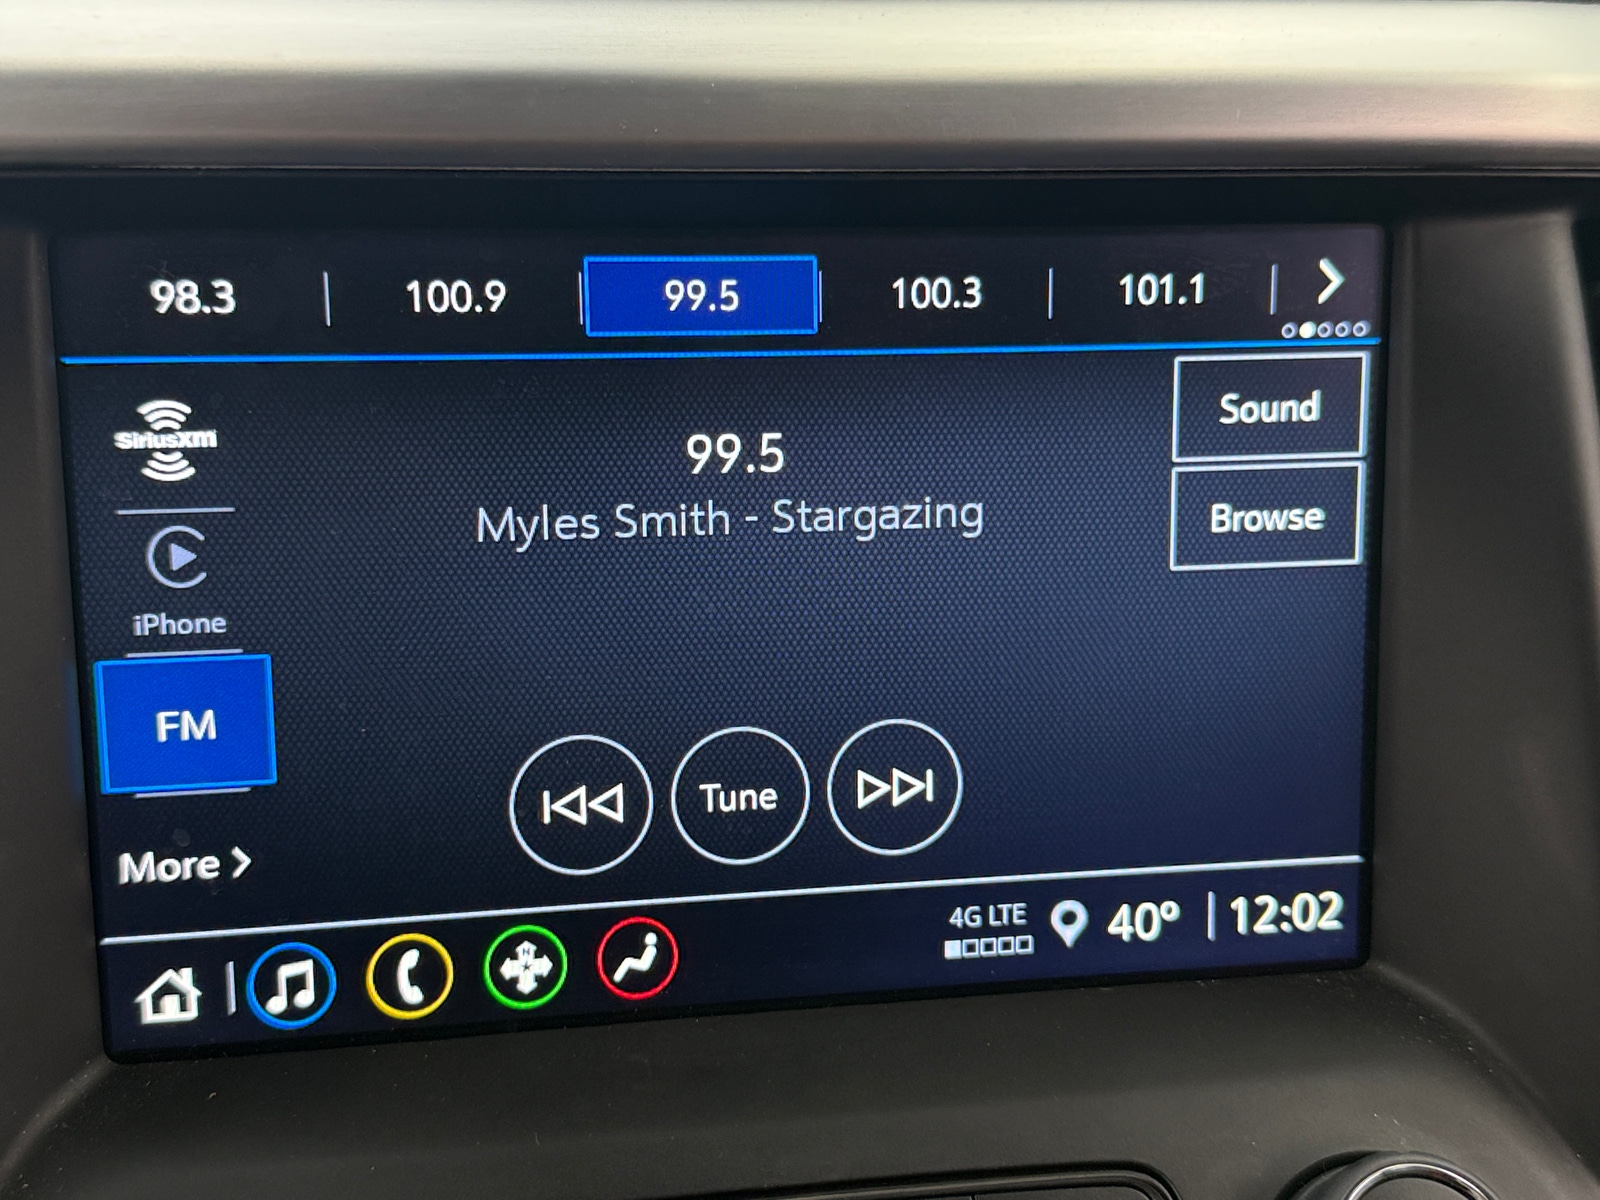 98.3 100.9 99.5 100.3 101.1
SiriusXM
99.5
Myles Smith - Stargazing
Sound
Browse
iPhone
FM
Tune
More
4G LTE 40° 12:02
N